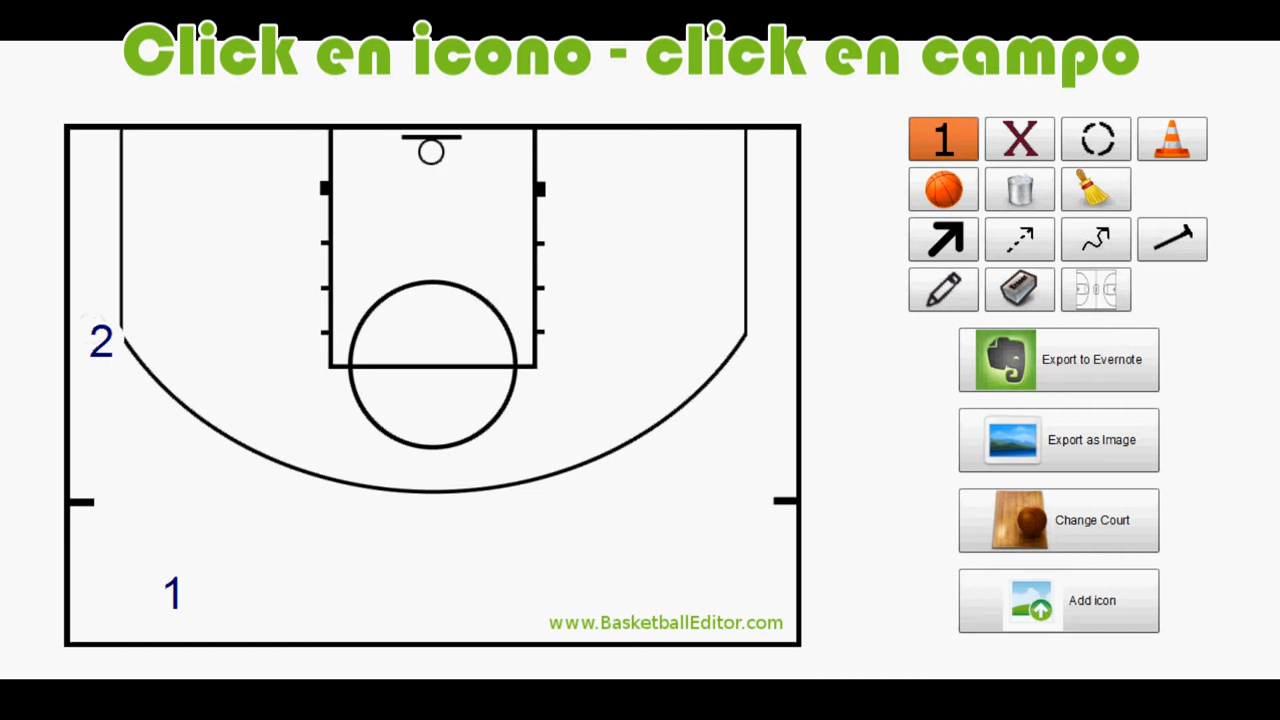 Click en icono - click en campo
1 X
2
Export to Evernote
Export as Image
Change Court
1
Add icon
www.BasketballEditor.com